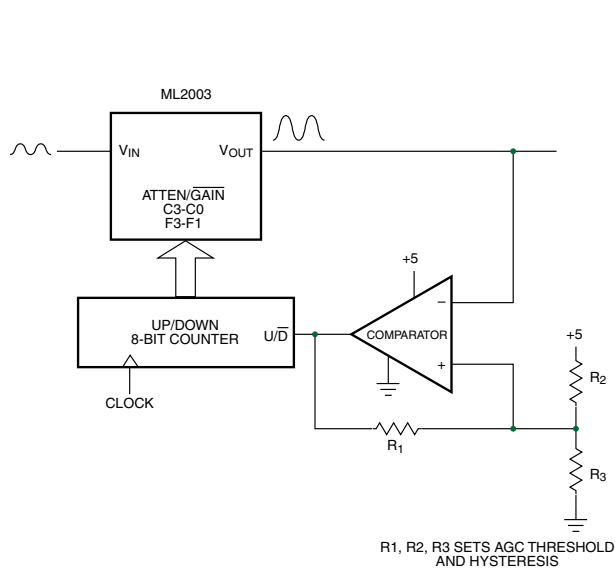 ML2003
VIN
VOUT
ATTEN/GAIN
C3-C0
F3-F1
+5
−
COMPARATOR
+
UP/DOWN
8-BIT COUNTER
U/D
CLOCK
+5
R2
R1
R3
R1, R2, R3 SETS AGC THRESHOLD
AND HYSTERESIS